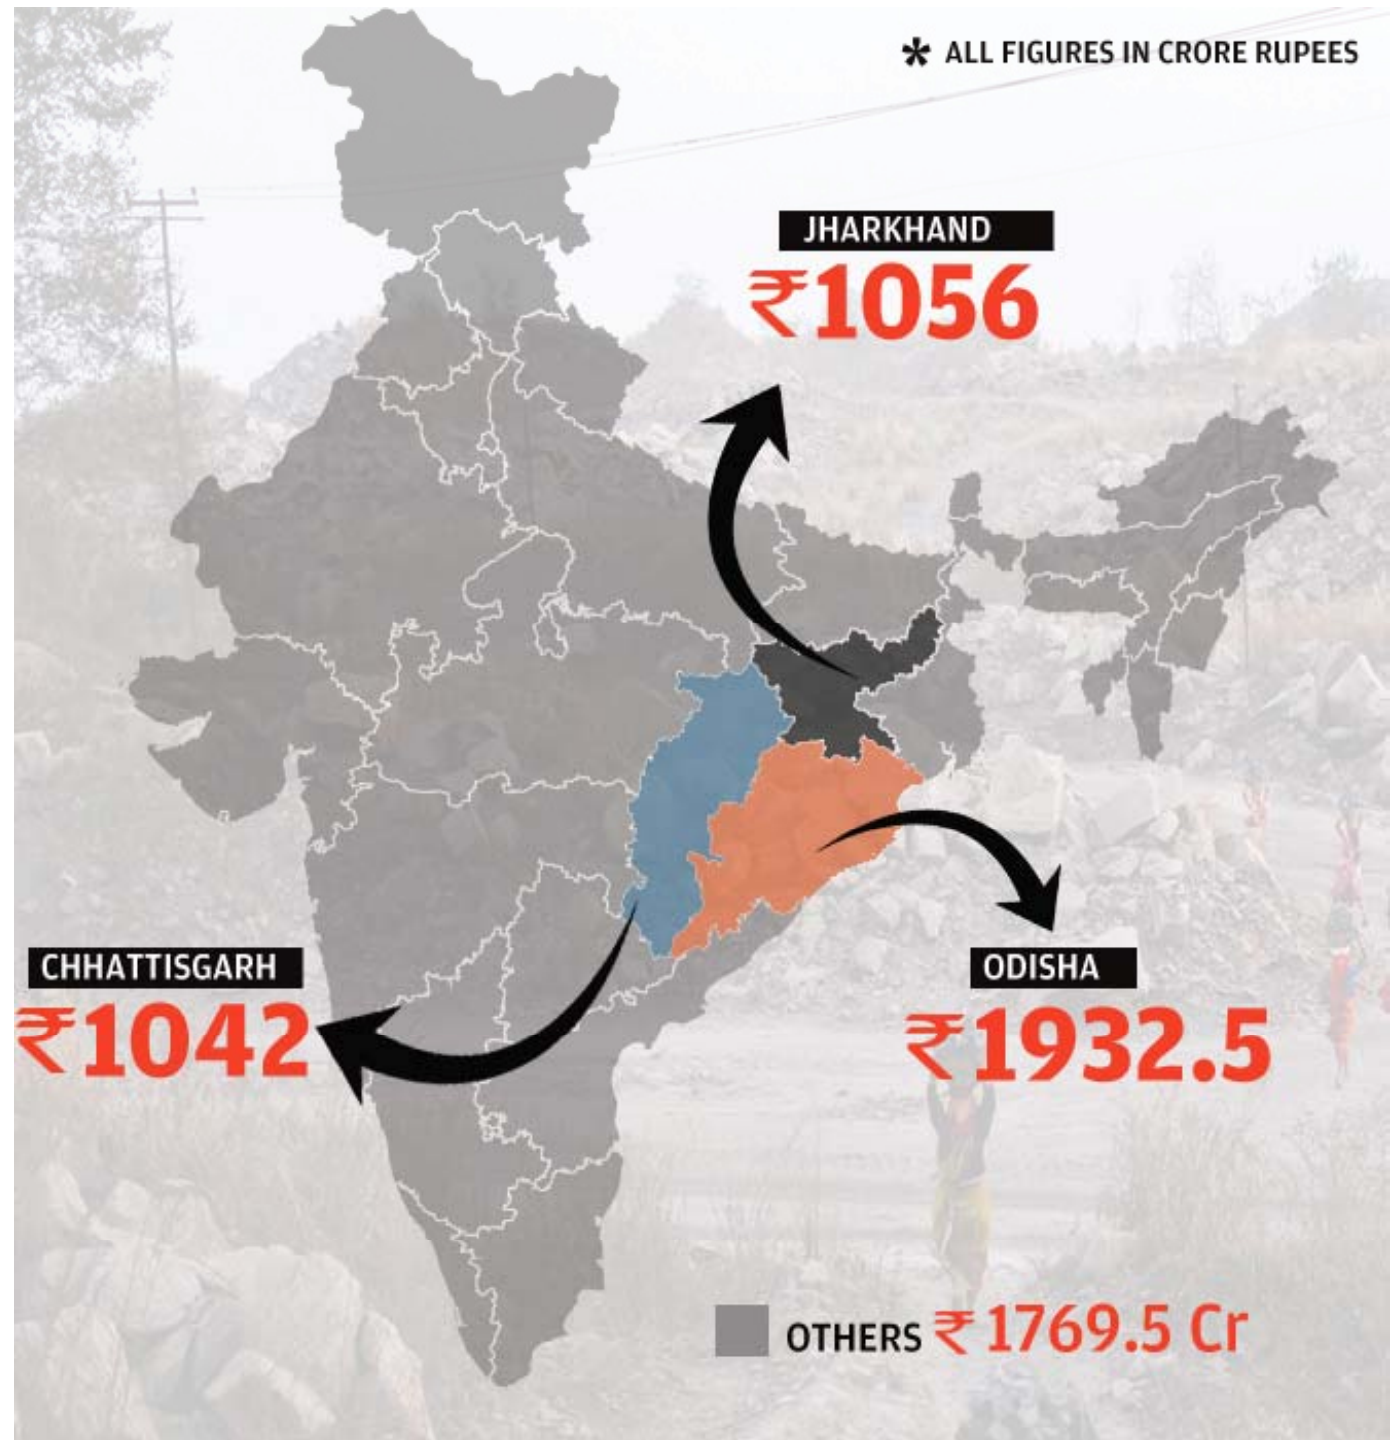 * ALL FIGURES IN CRORE RUPEES
JHARKHAND
₹1056
CHHATTISGARH
₹1042
ODISHA
₹1932.5
OTHERS ₹ 1769.5 Cr